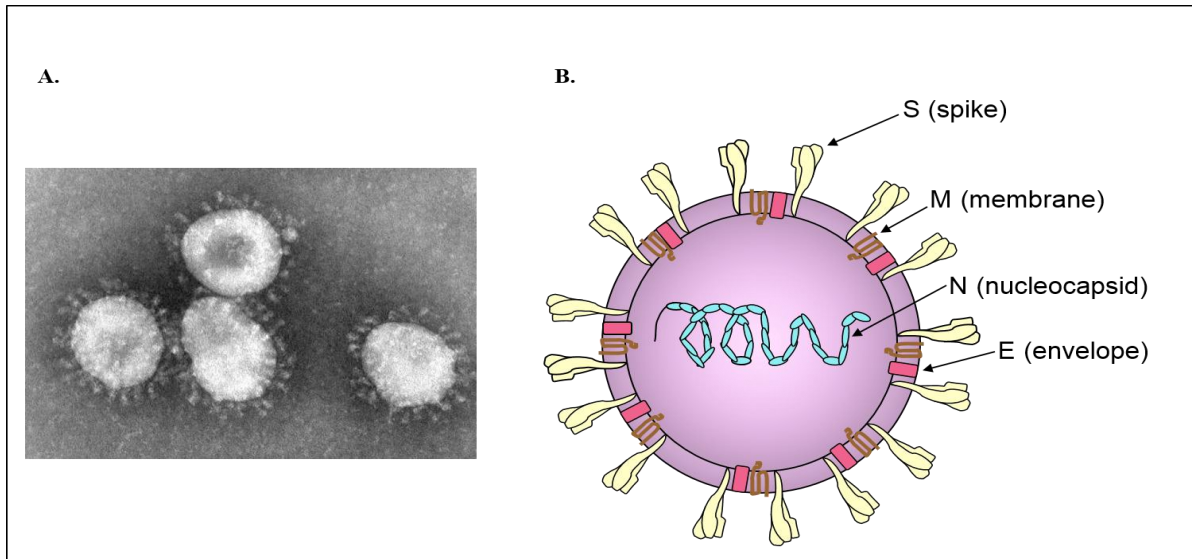 A.
B.
S (spike)
M (membrane)
N (nucleocapsid)
E (envelope)